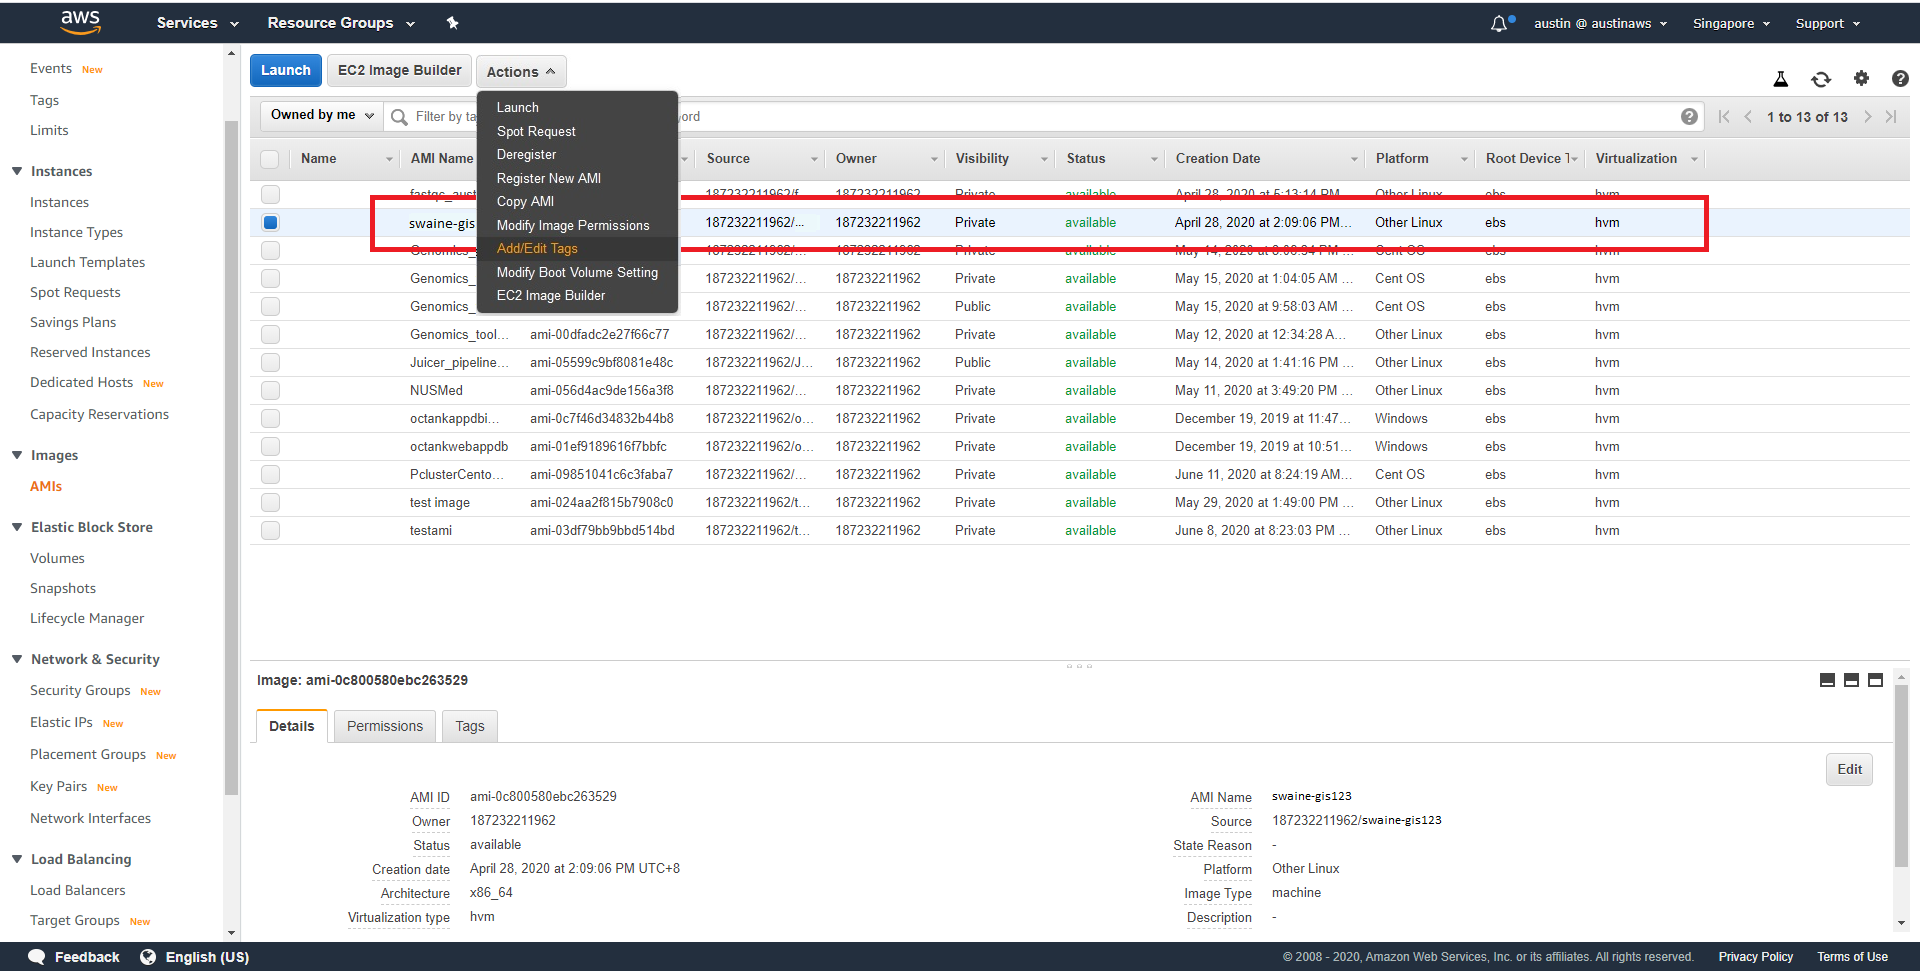 aws Services Resource Groups austin @ austinaws Singapore Support
Events New
Tags
Limits
Instances
Instances
Instance Types
Launch Templates
Spot Requests
Savings Plans
Reserved Instances
Dedicated Hosts New
Capacity Reservations
Images
AMIs
Elastic Block Store
Volumes
Snapshots
Lifecycle Manager
Network & Security
Security Groups New
Elastic IPs New
Placement Groups New
Key Pairs New
Network Interfaces
Load Balancing
Load Balancers
Target Groups New
Launch EC2 Image Builder Actions
Launch
Spot Request
Deregister
Register New AMI
Copy AMI
Modify Image Permissions
Add/Edit Tags
Modify Boot Volume Setting
EC2 Image Builder
Owned by me Filter by ta 1 to 13 of 13
Name AMI Name Source Owner Visibility Status Creation Date Platform Root Device T Virtualization
187232211962/f... 187232211962 Private available April 28, 2020 at 5:13:14 PM... Other Linux ebs hvm
swaine-gis 187232211962/... 187232211962 Private available April 28, 2020 at 2:09:06 PM... Other Linux ebs hvm
Genomics_ 187232211962/... 187232211962 Private available Cent OS ebs hvm
Genomics_ 187232211962/... 187232211962 Private available May 15, 2020 at 1:04:05 AM ... Cent OS ebs hvm
Genomics_ 187232211962/... 187232211962 Public available May 15, 2020 at 9:58:03 AM ... Cent OS ebs hvm
Genomics_tool... ami-00dfadc2e27f66c77 187232211962/... 187232211962 Private available May 12, 2020 at 12:34:28 A... Other Linux ebs hvm
Juicer_pipeline... ami-05599c9bf8081e48c 187232211962/J... 187232211962 Public available May 14, 2020 at 1:41:16 PM ... Other Linux ebs hvm
NUSMed ami-056d4ac9de156a3f8 187232211962/... 187232211962 Private available May 11, 2020 at 3:49:20 PM ... Other Linux ebs hvm
octankappdbi... ami-0c7f46d34832b44b8 187232211962/o... 187232211962 Private available December 19, 2019 at 11:47... Windows ebs hvm
octankwebappdb ami-01ef9189616f7bbfc 187232211962/o... 187232211962 Private available December 19, 2019 at 10:51... Windows ebs hvm
PclusterCento... ami-09851041c6c3faba7 187232211962/... 187232211962 Private available June 11, 2020 at 8:24:19 AM... Cent OS ebs hvm
test image ami-024aa2f815b7908c0 187232211962/t... 187232211962 Private available May 29, 2020 at 1:49:00 PM ... Other Linux ebs hvm
testami ami-03df79bb9bbd514bd 187232211962/t... 187232211962 Private available June 8, 2020 at 8:23:03 PM ... Other Linux ebs hvm
Image: ami-0c800580ebc263529
Details Permissions Tags
Edit
AMI ID ami-0c800580ebc263529 AMI Name swaine-gis123
Owner 187232211962 Source 187232211962/swaine-gis123
Status available State Reason -
Creation date April 28, 2020 at 2:09:06 PM UTC+8 Platform Other Linux
Architecture x86_64 Image Type machine
Virtualization type hvm Description -
Feedback English (US) © 2008 - 2020, Amazon Web Services, Inc. or its affiliates. All rights reserved. Privacy Policy Terms of Use